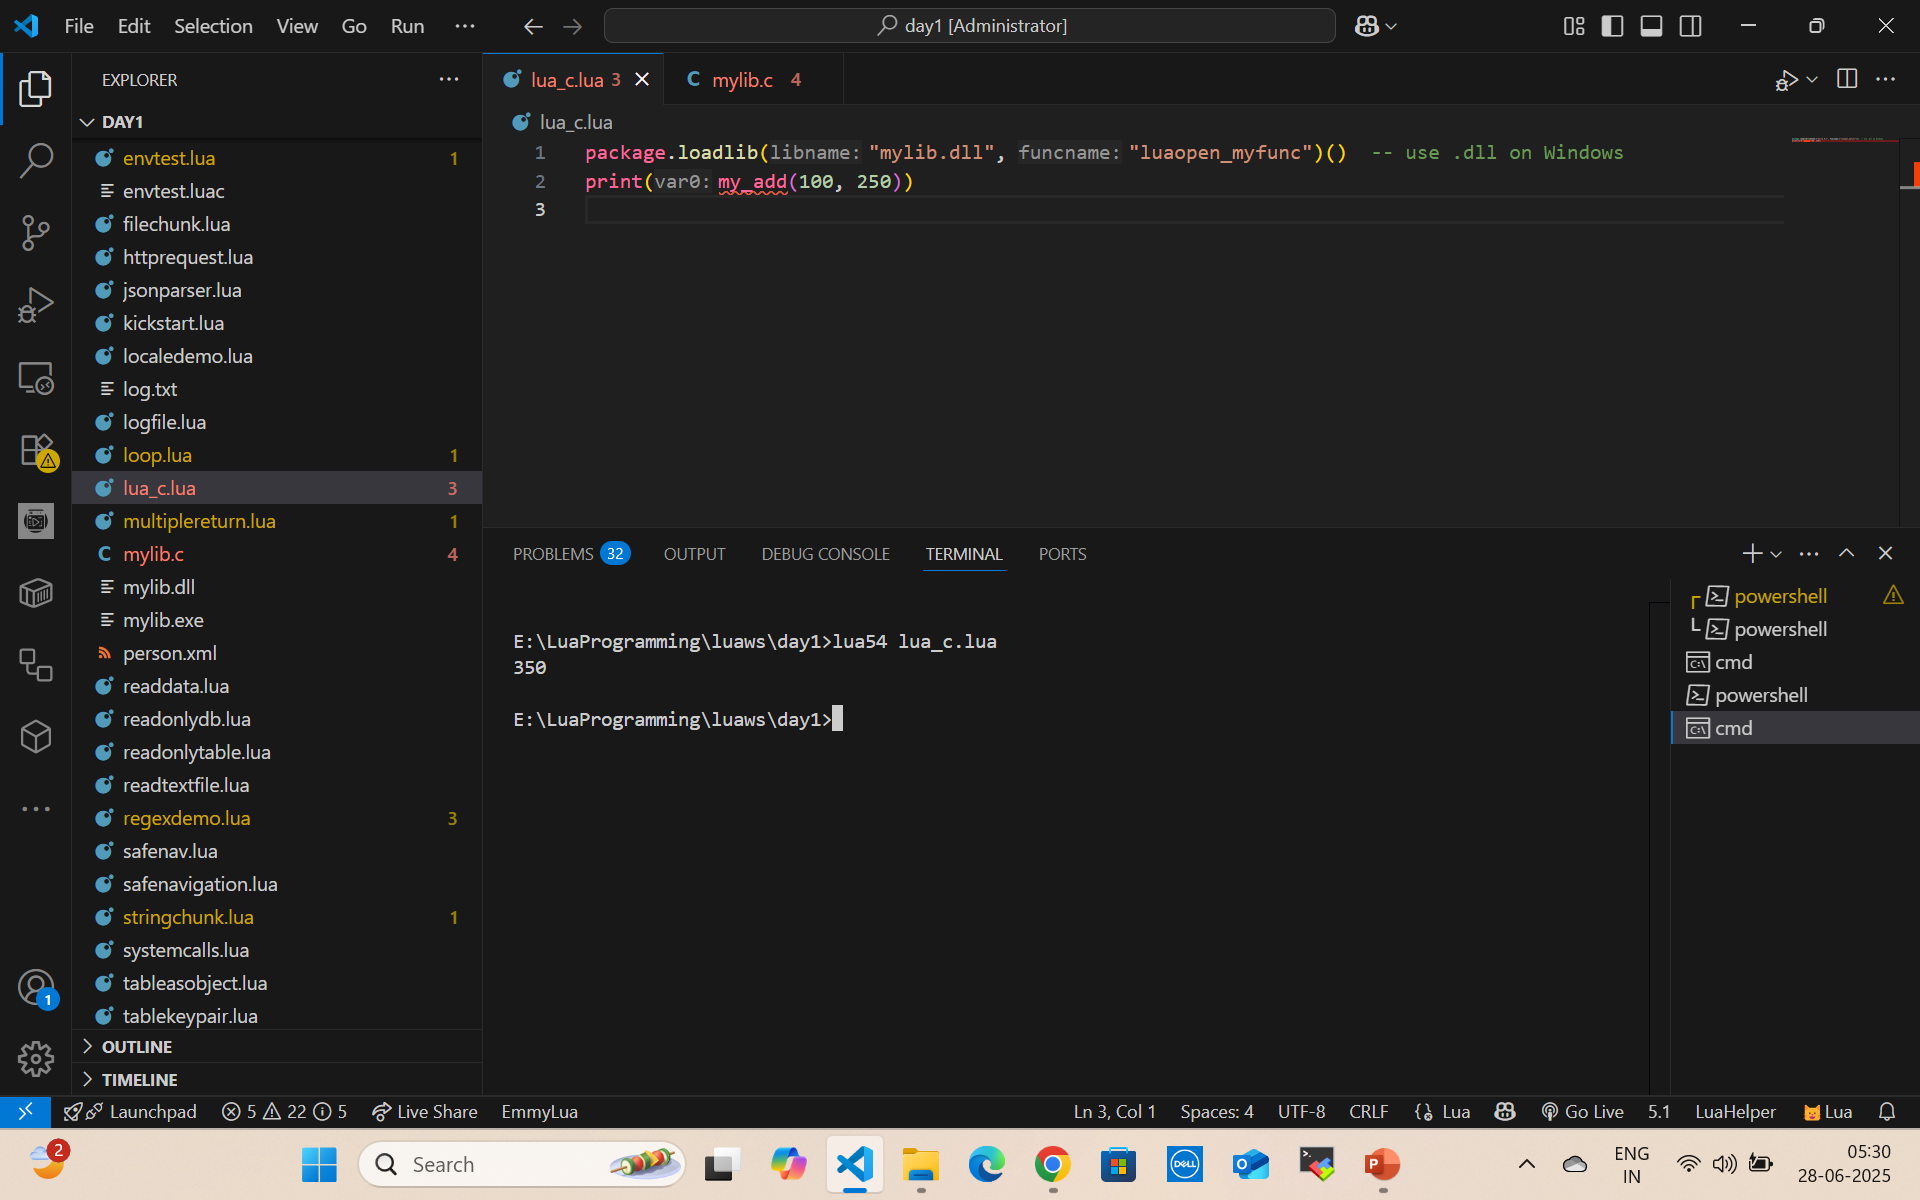 File Edit Selection View Go Run ···
day1 [Administrator]
EXPLORER
DAY1
envtest.lua 1
envtest.luac
filechunk.lua
httprequest.lua
jsonparser.lua
kickstart.lua
localedemo.lua
log.txt
logfile.lua
loop.lua 1
lua_c.lua 3
multiplereturn.lua 1
C mylib.c 4
mylib.dll
mylib.exe
person.xml
readdata.lua
readonlydb.lua
readonlytable.lua
readtextfile.lua
regexdemo.lua 3
safenav.lua
safenavigation.lua
stringchunk.lua 1
systemcalls.lua
tableasobject.lua
tablekeypair.lua
OUTLINE
TIMELINE
1
lua_c.lua 3
C mylib.c 4
lua_c.lua
1 package.loadlib(libname: "mylib.dll", funcname: "luaopen_myfunc")() -- use .dll on Windows
2 print(var0: my_add(100, 250))
3
PROBLEMS 32 OUTPUT DEBUG CONSOLE TERMINAL PORTS
E:\LuaProgramming\luaws\day1>lua54 lua_c.lua
350
E:\LuaProgramming\luaws\day1>
powershell
powershell
cmd
powershell
cmd
Launchpad 5 22 5 Live Share EmmyLua Ln 3, Col 1 Spaces: 4 UTF-8 CRLF Lua Go Live 5.1 LuaHelper Lua
2
Search
DELL
ENG
IN
05:30
28-06-2025